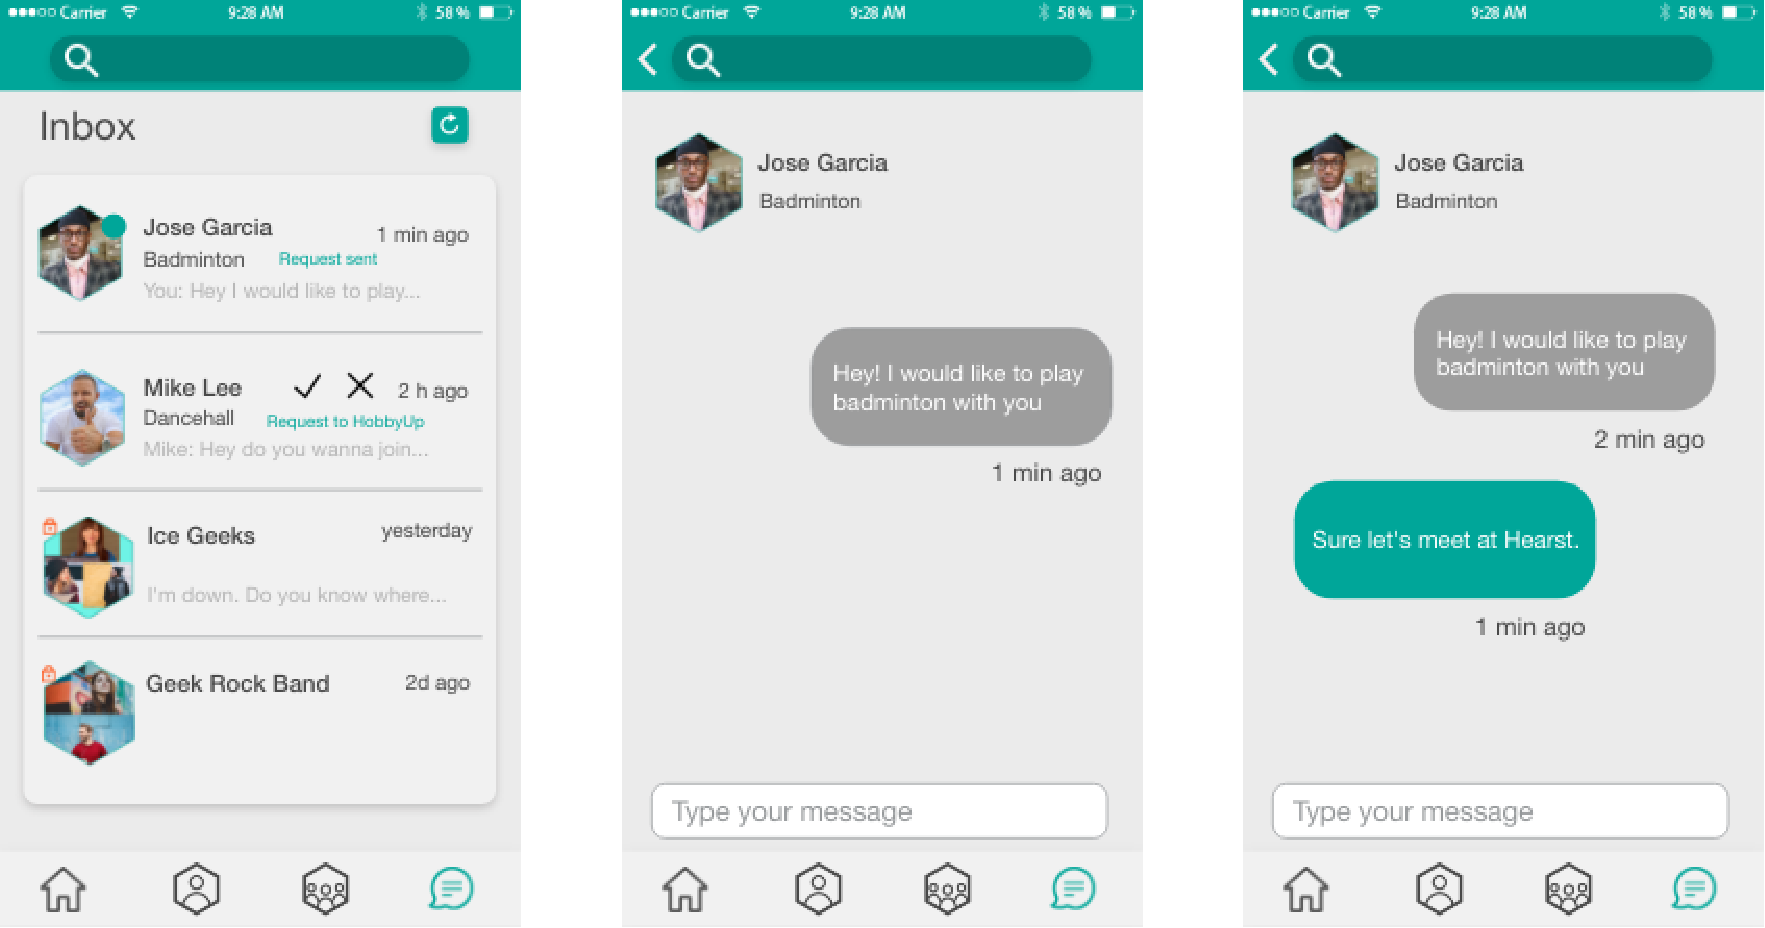 Carrier 9:28 AM 58%
Inbox
Jose Garcia
1 min ago
Badminton Request sent
You: Hey I would like to play...
Mike Lee 2 h ago
Dancehall Request to HobbyUp
Mike: Hey do you wanna join...
Ice Geeks yesterday
I'm down. Do you know where...
Geek Rock Band 2d ago
Carrier 9:28 AM 58%
Jose Garcia
Badminton
Hey! I would like to play
badminton with you
1 min ago
Type your message
Carrier 9:28 AM 58%
Jose Garcia
Badminton
Hey! I would like to play
badminton with you
2 min ago
Sure let's meet at Hearst.
1 min ago
Type your message